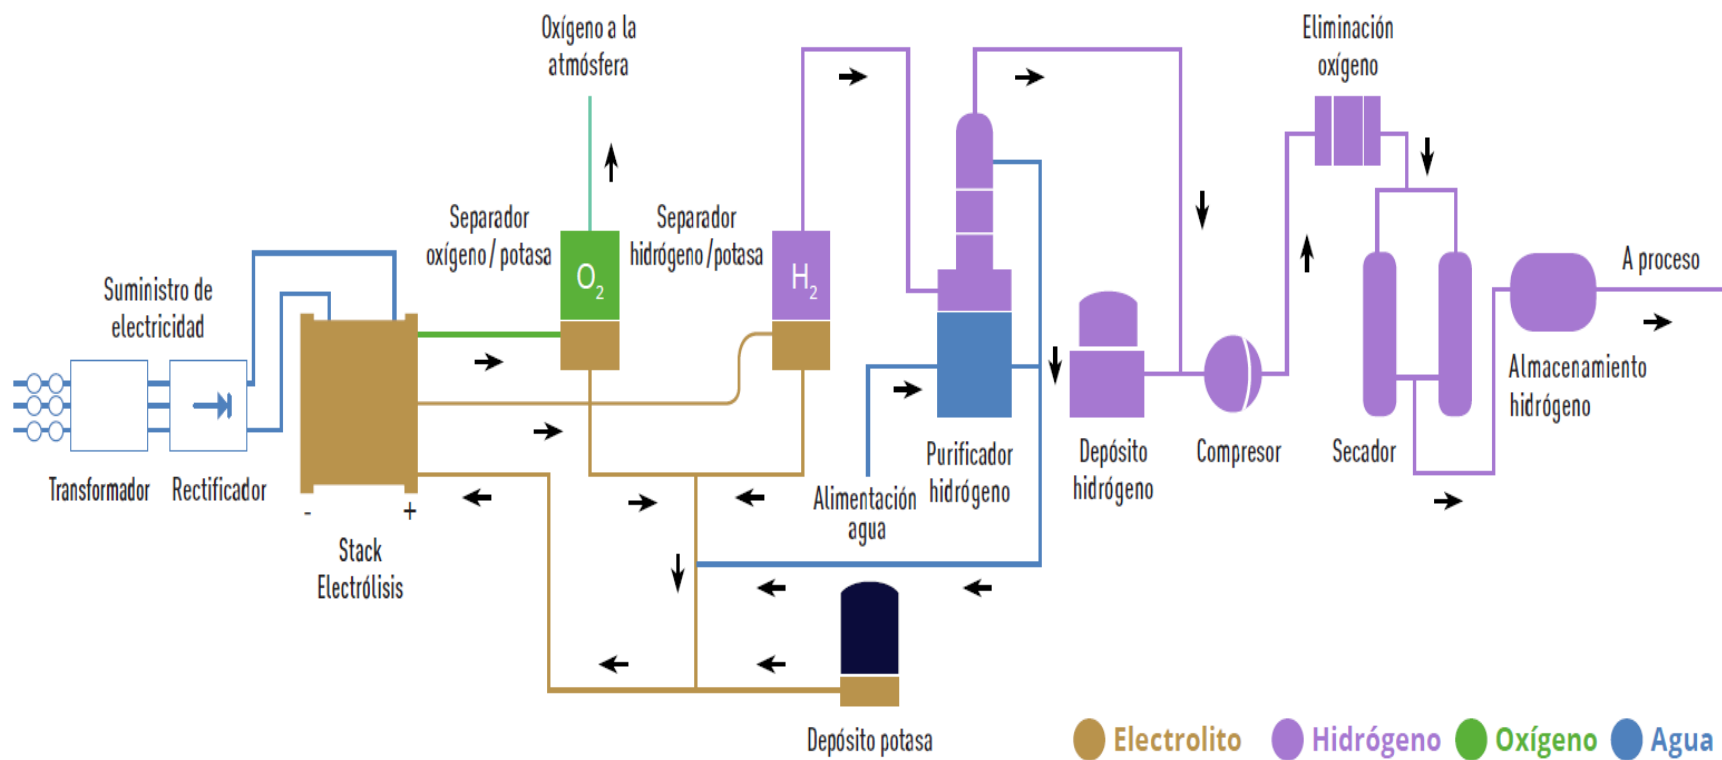 Oxígeno a la
atmósfera
Eliminación
oxígeno
Separador
oxígeno / potasa
Separador
hidrógeno /potasa
O2
H2
Suministro de
electricidad
A proceso
Almacenamiento
hidrógeno
Transformador
Rectificador
- +
Stack
Electrólisis
Alimentación
agua
Purificador
hidrógeno
Depósito
hidrógeno
Compresor
Secador
Depósito potasa
Electrolito
Hidrógeno
Oxígeno
Agua